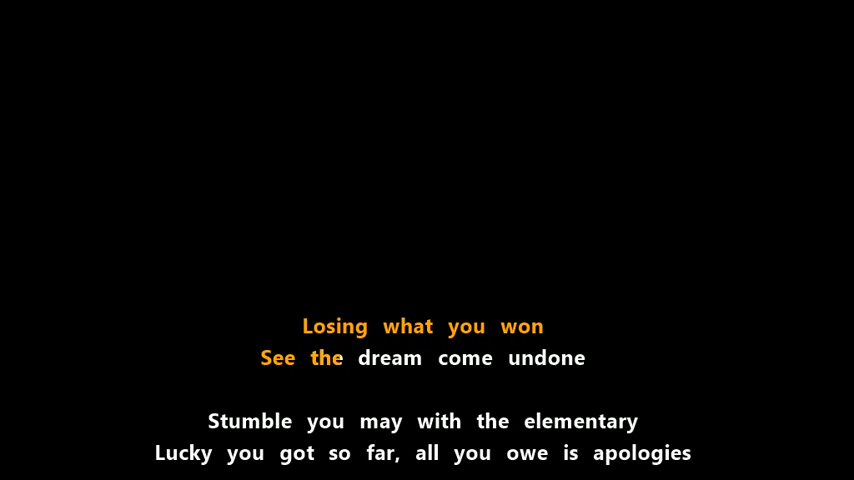 Losing what you won
See the dream come undone
Stumble you may with the elementary
Lucky you got so far, all you owe is apologies